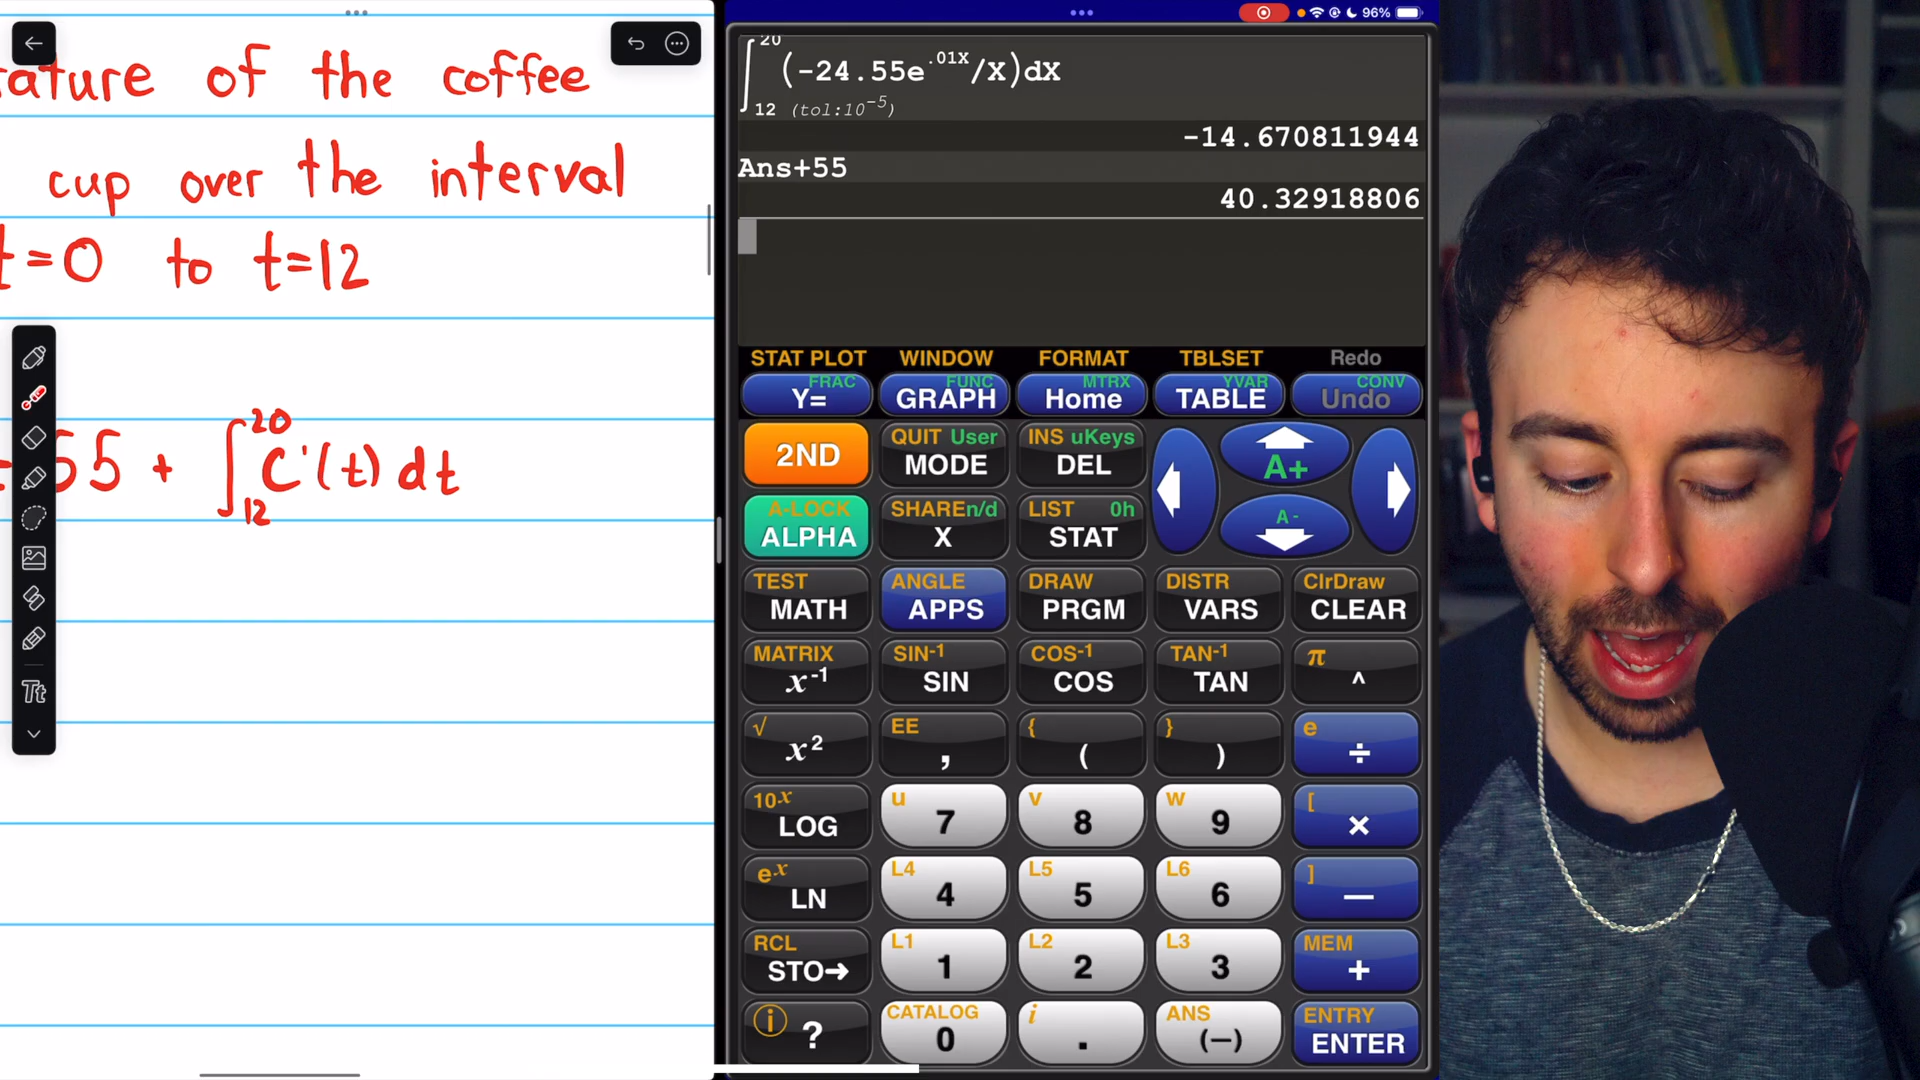 of the coffee
cup over the interval
t=0 to t=12
55 + ∫₁₂²⁰ C'(t) dt
Tt
96%
∫₁₂²⁰ (-24.55e^.01X/X)dX
(tol:10⁻⁵)
-14.670811944
Ans+55
40.32918806
STAT PLOT WINDOW FORMAT TBLSET Redo
FRAC FUNC MTRX YVAR CONV
Y= GRAPH Home TABLE Undo
QUIT User INS uKeys
2ND MODE DEL A+
A-LOCK SHARE n/d LIST 0h A-
ALPHA X STAT
TEST ANGLE DRAW DISTR ClrDraw
MATH APPS PRGM VARS CLEAR
MATRIX SIN⁻¹ COS⁻¹ TAN⁻¹ π
x⁻¹ SIN COS TAN ^
√ EE { } e
x² , ( ) ÷
10ˣ u v w [
LOG 7 8 9 ×
eˣ L4 L5 L6 ]
LN 4 5 6 —
RCL L1 L2 L3 MEM
STO→ 1 2 3 +
i CATALOG i ANS ENTRY
? 0 . (—) ENTER